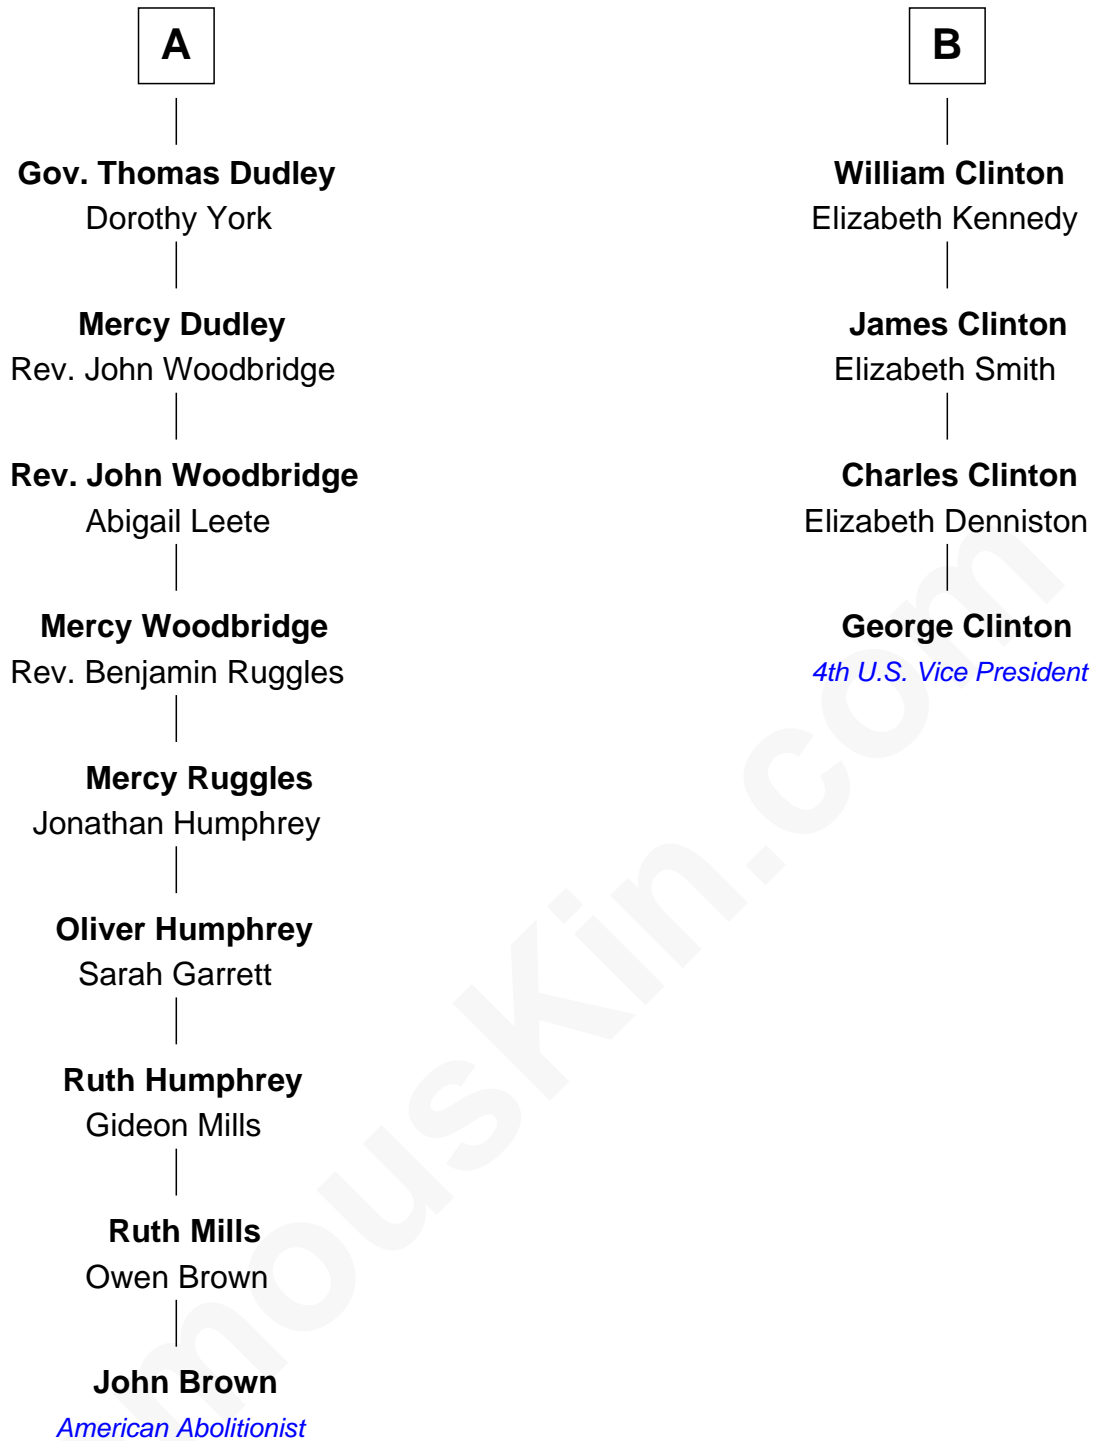 A
Gov. Thomas Dudley
Dorothy York
Mercy Dudley
Rev. John Woodbridge
Rev. John Woodbridge
Abigail Leete
Mercy Woodbridge
Rev. Benjamin Ruggles
Mercy Ruggles
Jonathan Humphrey
Oliver Humphrey
Sarah Garrett
Ruth Humphrey
Gideon Mills
Ruth Mills
Owen Brown
John Brown
American Abolitionist
B
William Clinton
Elizabeth Kennedy
James Clinton
Elizabeth Smith
Charles Clinton
Elizabeth Denniston
George Clinton
4th U.S. Vice President
mousKin.com